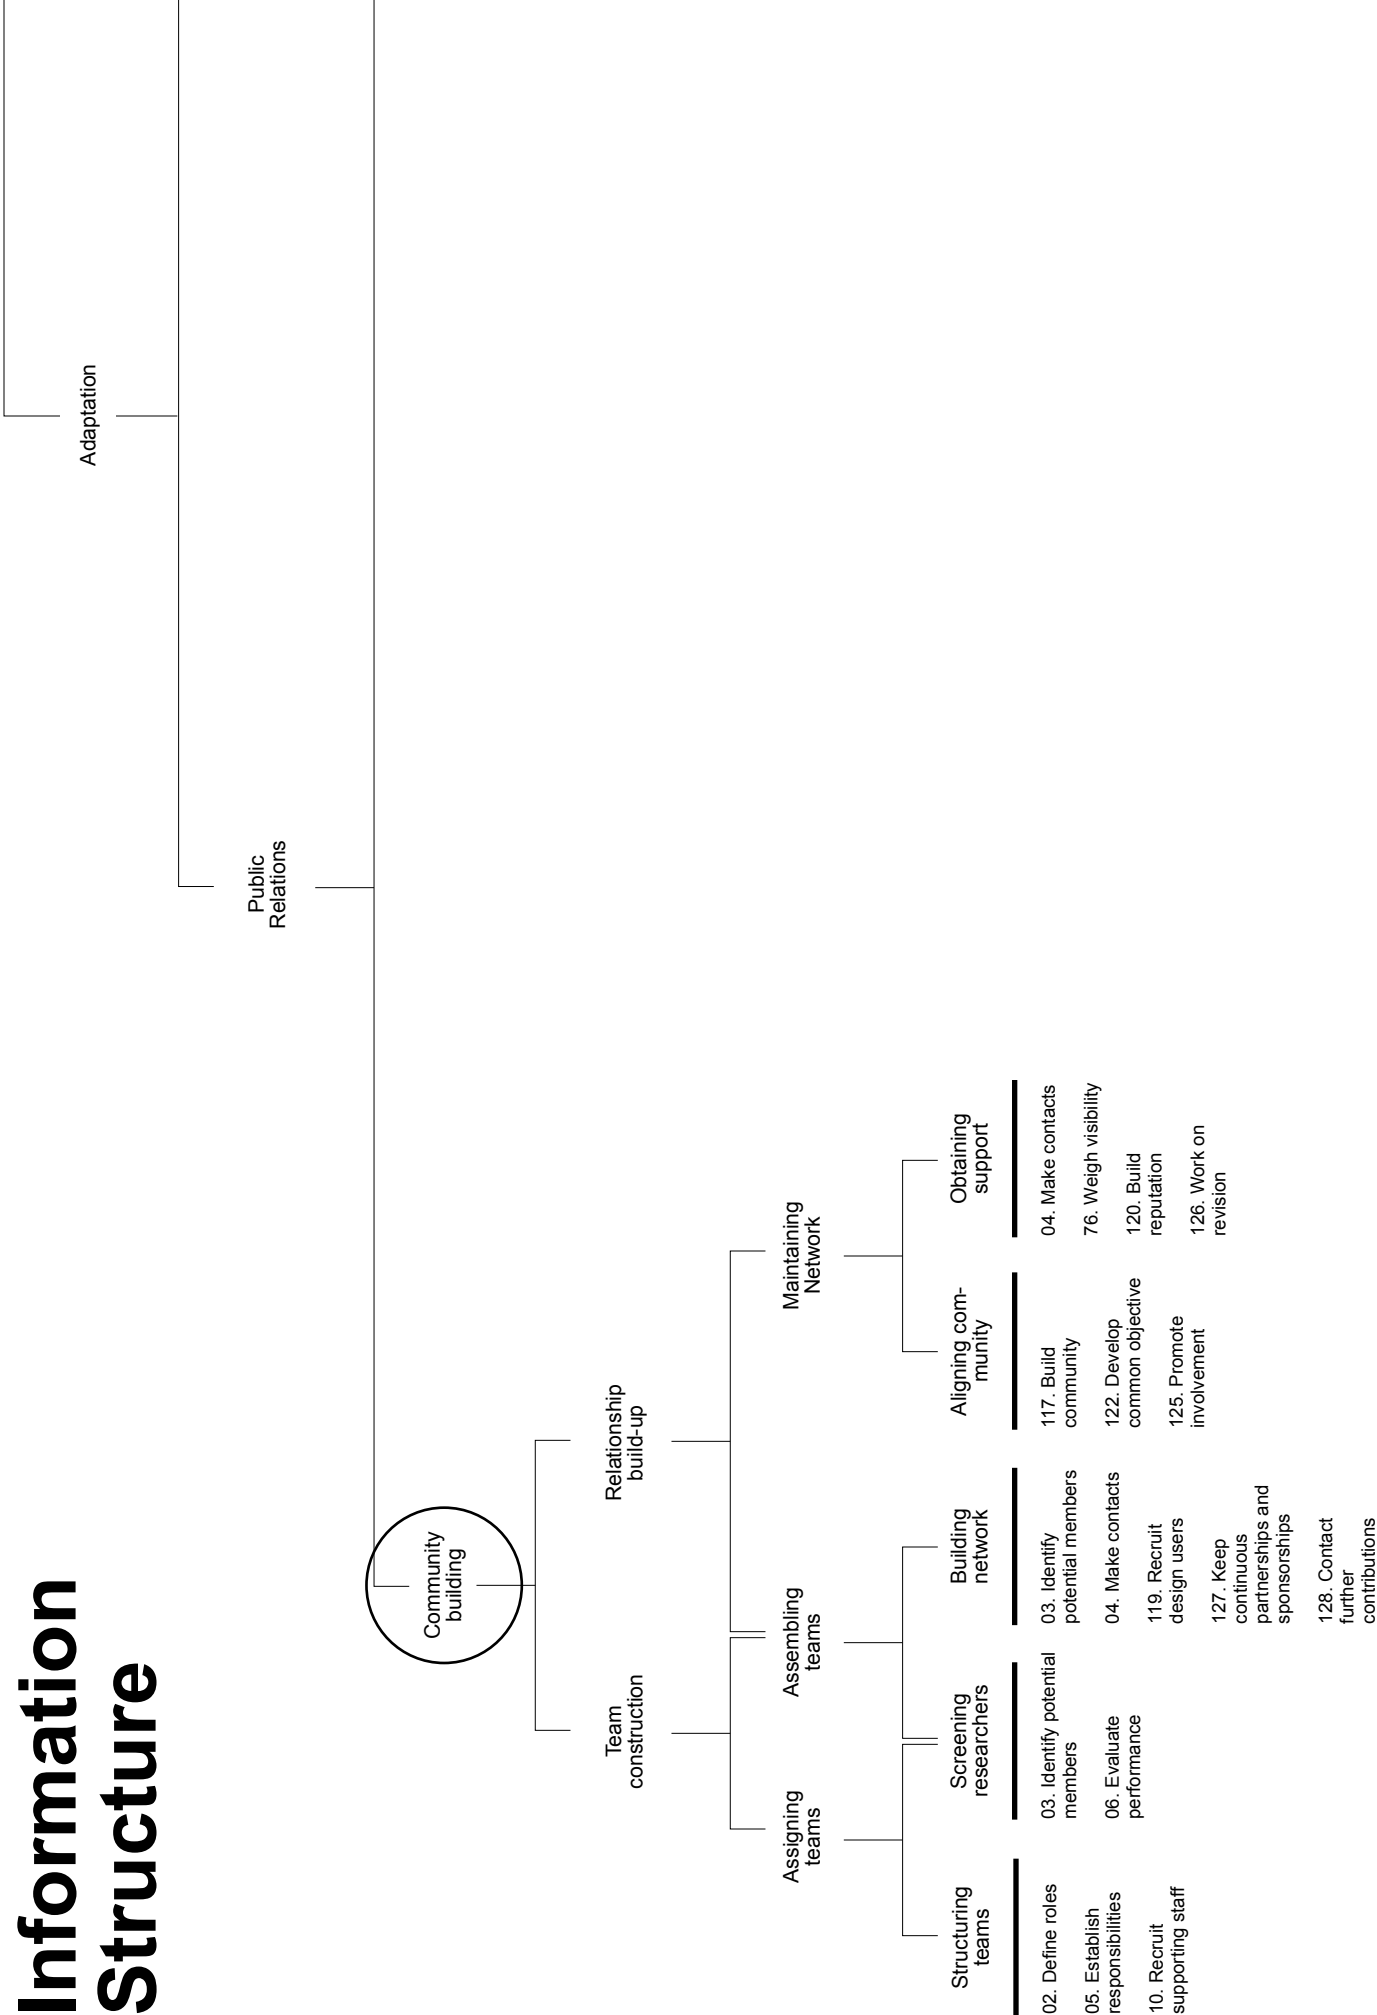 Information
Structure
Adaptation
Public
Relations
Community
building
Team
construction
Relationship
build-up
Assigning
teams
Assembling
teams
Maintaining
Network
Structuring
teams
02. Define roles
05. Establish
responsibilities
10. Recruit
supporting staff
Screening
researchers
03. Identify potential
members
06. Evaluate
performance
Building
network
03. Identify
potential members
04. Make contacts
119. Recruit
design users
127. Keep
continuous
partnerships and
sponsorships
128. Contact
further
contributions
Aligning com-
munity
117. Build
community
122. Develop
common objective
125. Promote
involvement
Obtaining
support
04. Make contacts
76. Weigh visibility
120. Build
reputation
126. Work on
revision